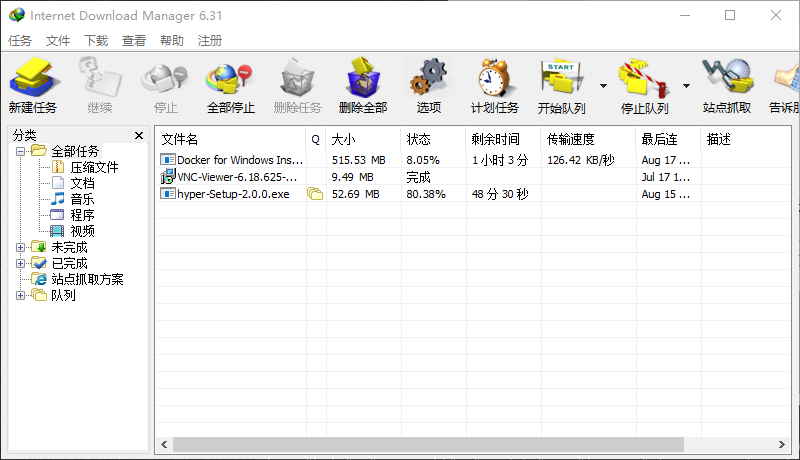 Internet Download Manager 6.31
任务 文件 下载 查看 帮助 注册
新建任务 继续 停止 全部停止 删除任务 删除全部 选项 计划任务 开始队列 停止队列 站点抓取 告诉朋
START
分类
全部任务
压缩文件
文档
音乐
程序
视频
未完成
已完成
站点抓取方案
队列
文件名 Q 大小 状态 剩余时间 传输速度 最后连 描述
Docker for Windows Ins... 515.53 MB 8.05% 1 小时 3 分 126.42 KB/秒 Aug 17 ...
VNC-Viewer-6.18.625-... 9.49 MB 完成 Jul 17 1...
hyper-Setup-2.0.0.exe 52.69 MB 80.38% 48 分 30 秒 Aug 15 ...